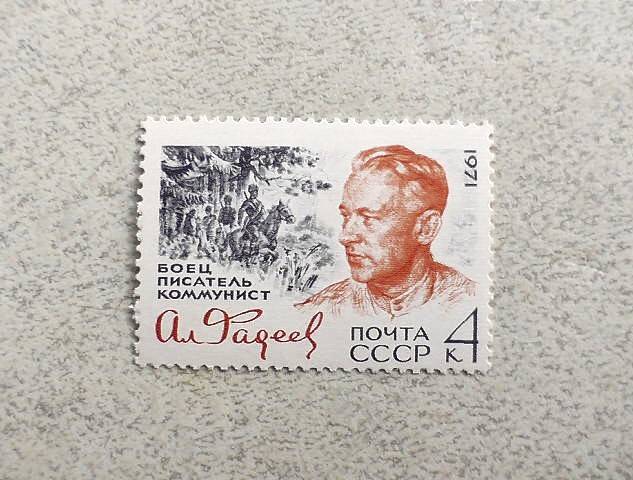 1971
БОЕЦ
ПИСАТЕЛЬ
КОММУНИСТ
Ал Фадеев
ПОЧТА
СССР
4 К